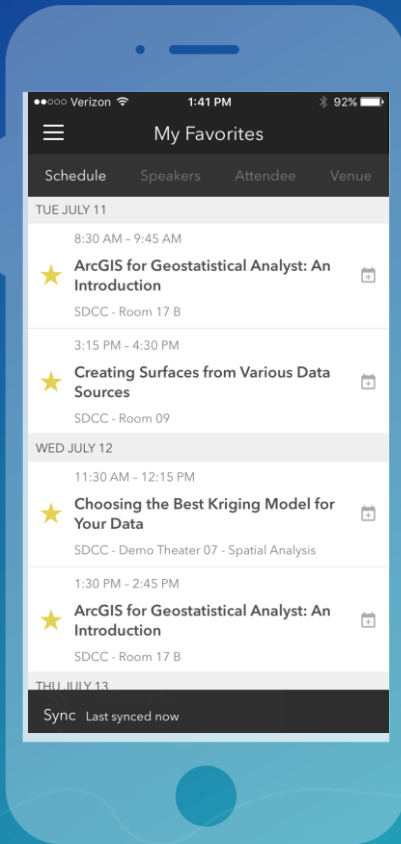 Verizon 1:41 PM 92%
My Favorites
Schedule Speakers Attendee Venue
TUE JULY 11
8:30 AM – 9:45 AM
ArcGIS for Geostatistical Analyst: An
Introduction
SDCC - Room 17 B
3:15 PM – 4:30 PM
Creating Surfaces from Various Data
Sources
SDCC - Room 09
WED JULY 12
11:30 AM – 12:15 PM
Choosing the Best Kriging Model for
Your Data
SDCC - Demo Theater 07 - Spatial Analysis
1:30 PM – 2:45 PM
ArcGIS for Geostatistical Analyst: An
Introduction
SDCC - Room 17 B
THU JULY 13
Sync Last synced now